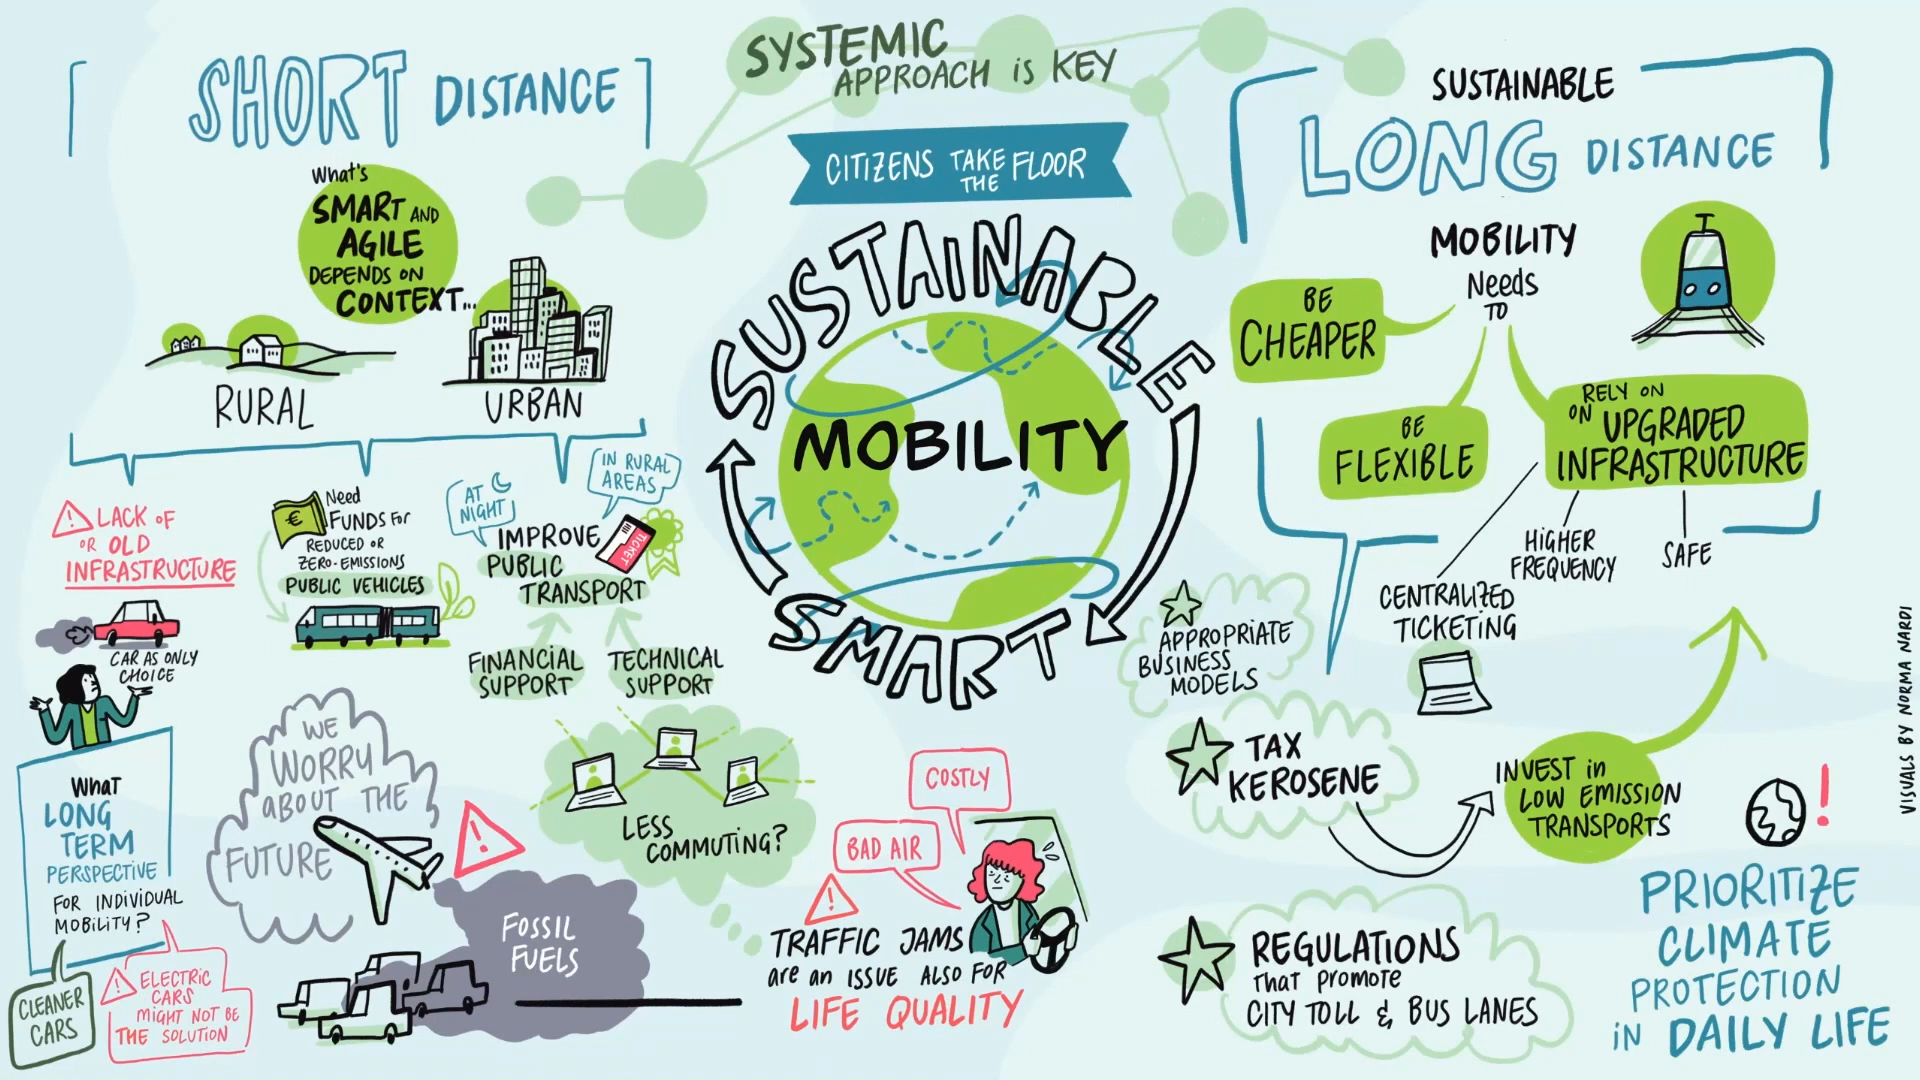 SYSTEMIC
APPROACH is KEY
CITIZENS TAKE THE FLOOR
SUSTAINABLE
MOBILITY
SMART
SHORT DISTANCE
What's
SMART AND
AGILE
DEPENDS ON
CONTEXT...
RURAL
URBAN
LACK OF
OR OLD
INFRASTRUCTURE
CAR AS ONLY
CHOICE
What
LONG
TERM
PERSPECTIVE
FOR INDIVIDUAL
MOBILITY?
CLEANER
CARS
ELECTRIC
CARS
MIGHT NOT BE
THE SOLUTION
€
Need
FUNDS FOR
REDUCED OR
ZERO-EMISSIONS
PUBLIC VEHICLES
AT
NIGHT
IN RURAL
AREAS
IMPROVE
PUBLIC
TRANSPORT
TICKET
FINANCIAL
SUPPORT
TECHNICAL
SUPPORT
WE
WORRY
ABOUT THE
FUTURE
FOSSIL
FUELS
LESS
COMMUTING?
COSTLY
BAD AIR
TRAFFIC JAMS
are an ISSUE ALSO FOR
LIFE QUALITY
SUSTAINABLE
LONG DISTANCE
MOBILITY
Needs
TO
BE
CHEAPER
BE
FLEXIBLE
RELY ON
ON UPGRADED
INFRASTRUCTURE
CENTRALIZED
TICKETING
HIGHER
FREQUENCY
SAFE
APPROPRIATE
BUSINESS
MODELS
TAX
KEROSENE
INVEST in
LOW EMISSION
TRANSPORTS
REGULATIONS
that promote
CITY TOLL & BUS LANES
!
PRIORITIZE
CLIMATE
PROTECTION
iN DAILY LIFE
VISUALS BY NORMA NARDI